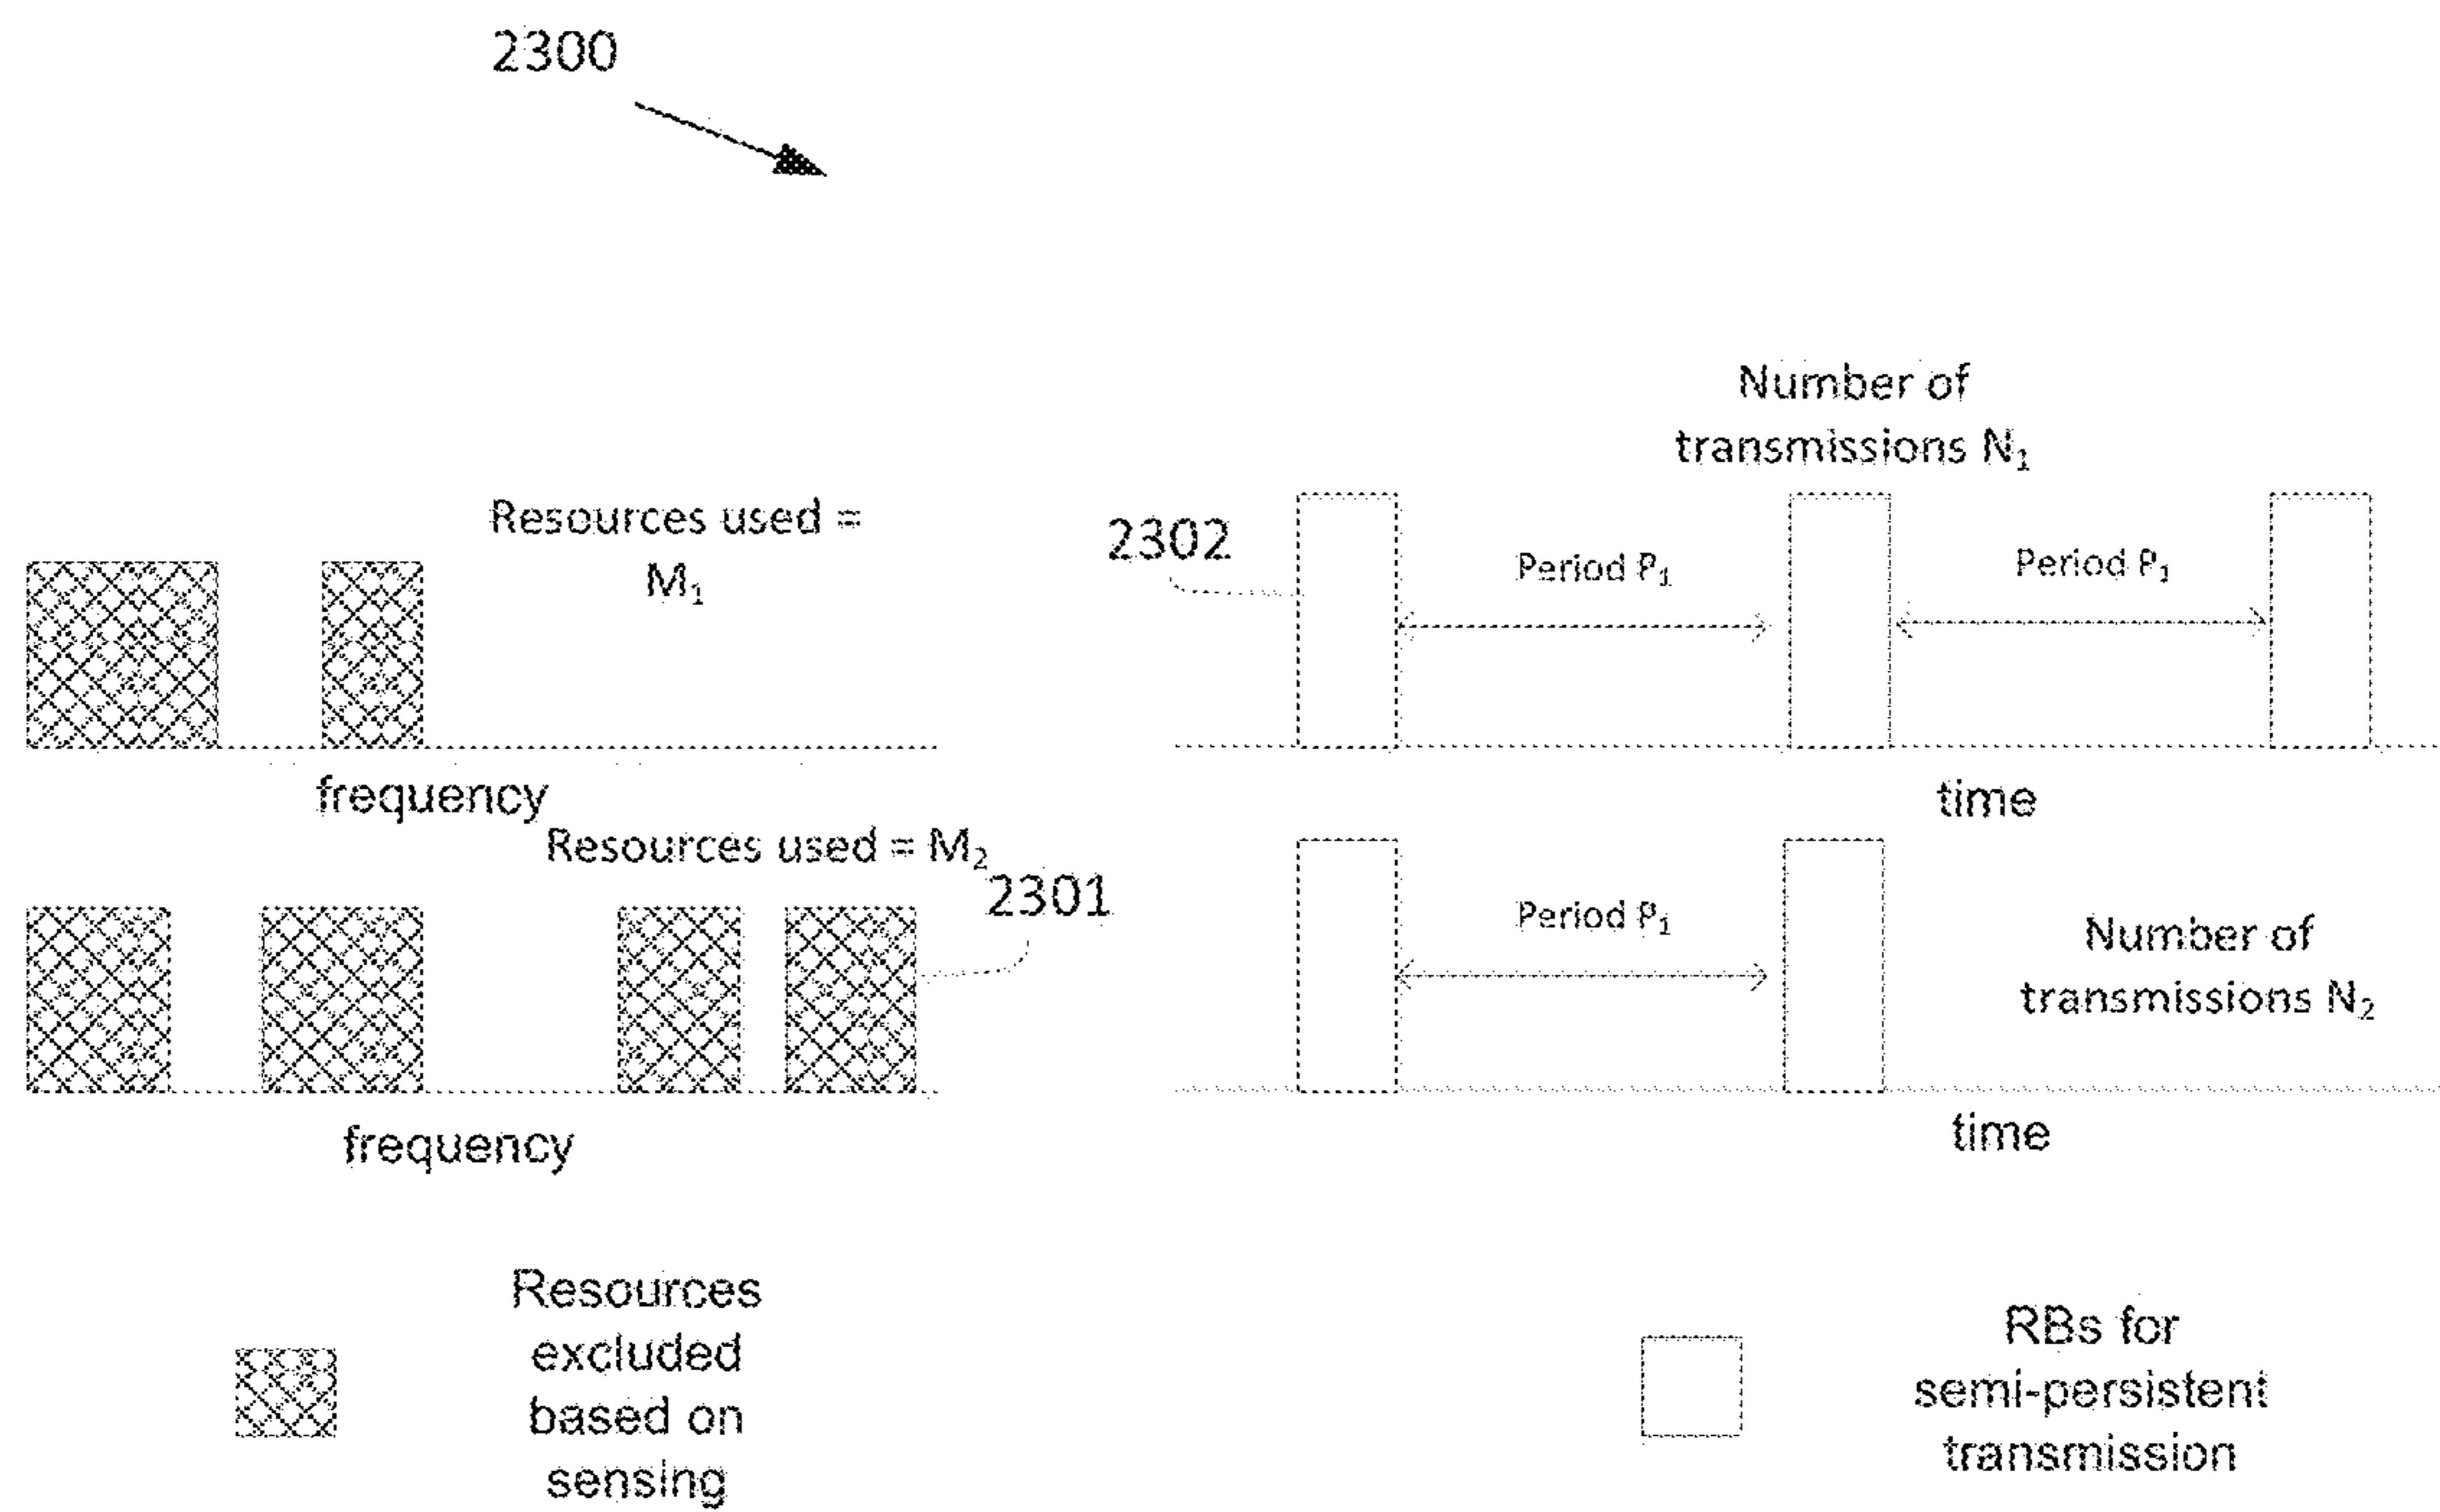 2300
Number of
transmissions N₁
Resources used =
M₁
2302
Period P₁
Period P₁
frequency
time
Resources used = M₂
2301
Period P₁
Number of
transmissions N₂
frequency
time
Resources
excluded
based on
sensing
RBs for
semi-persistent
transmission